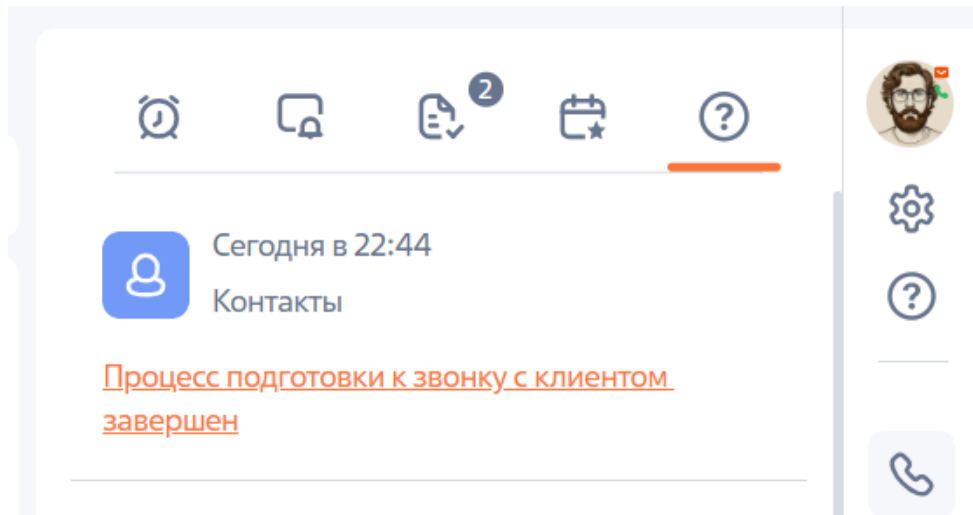 2
Сегодня в 22:44
Контакты
Процесс подготовки к звонку с клиентом
завершен